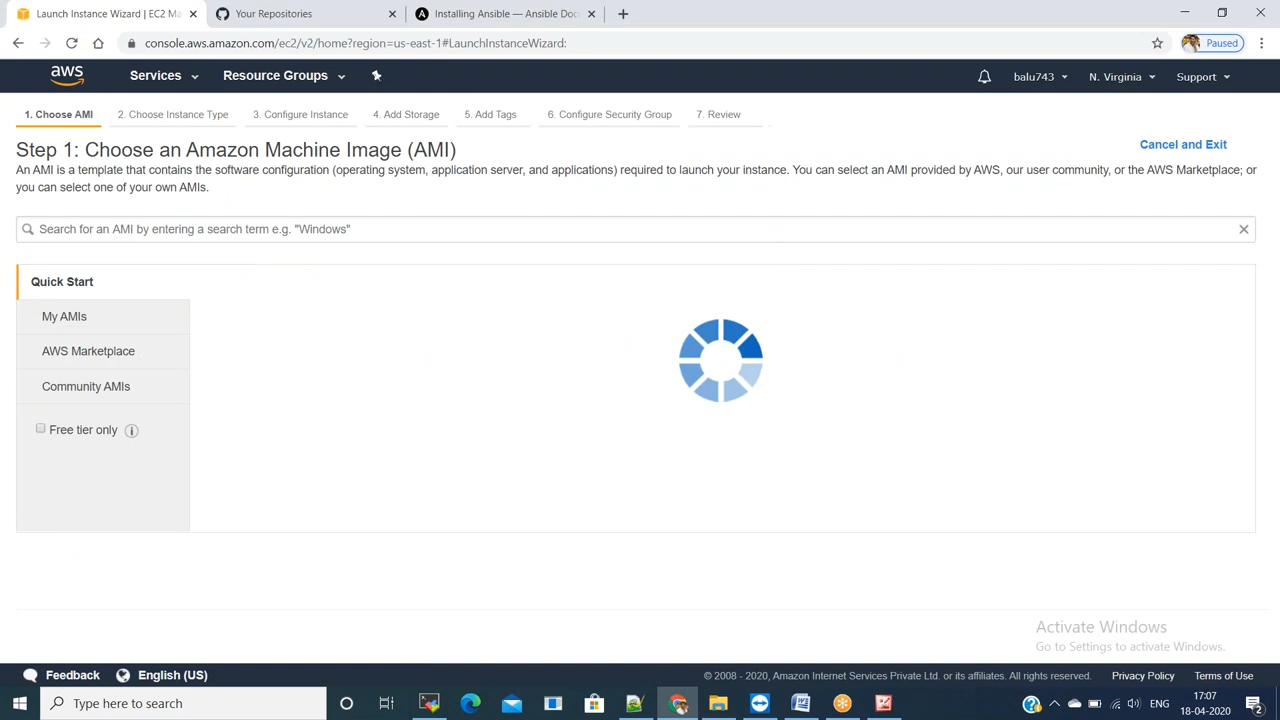 Launch Instance Wizard | EC2 Ma
Your Repositories
Installing Ansible — Ansible Doc
console.aws.amazon.com/ec2/v2/home?region=us-east-1#LaunchInstanceWizard:
Paused
aws
Services
Resource Groups
balu743
N. Virginia
Support
1. Choose AMI
2. Choose Instance Type
3. Configure Instance
4. Add Storage
5. Add Tags
6. Configure Security Group
7. Review
Step 1: Choose an Amazon Machine Image (AMI)
Cancel and Exit
An AMI is a template that contains the software configuration (operating system, application server, and applications) required to launch your instance. You can select an AMI provided by AWS, our user community, or the AWS Marketplace; or
you can select one of your own AMIs.
Search for an AMI by entering a search term e.g. "Windows"
Quick Start
My AMIs
AWS Marketplace
Community AMIs
Free tier only
Activate Windows
Go to Settings to activate Windows.
Feedback
English (US)
© 2008 - 2020, Amazon Internet Services Private Ltd. or its affiliates. All rights reserved.
Privacy Policy
Terms of Use
Type here to search
ENG
17:07
18-04-2020
2